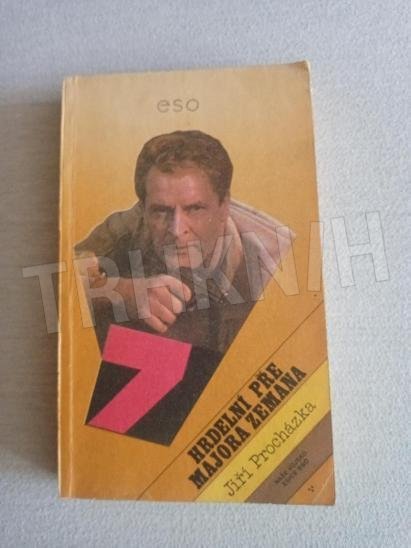 eso
TRHKNIH
7
HRDELNÍ PŘE
MAJORA ZEMANA
Jiří Procházka